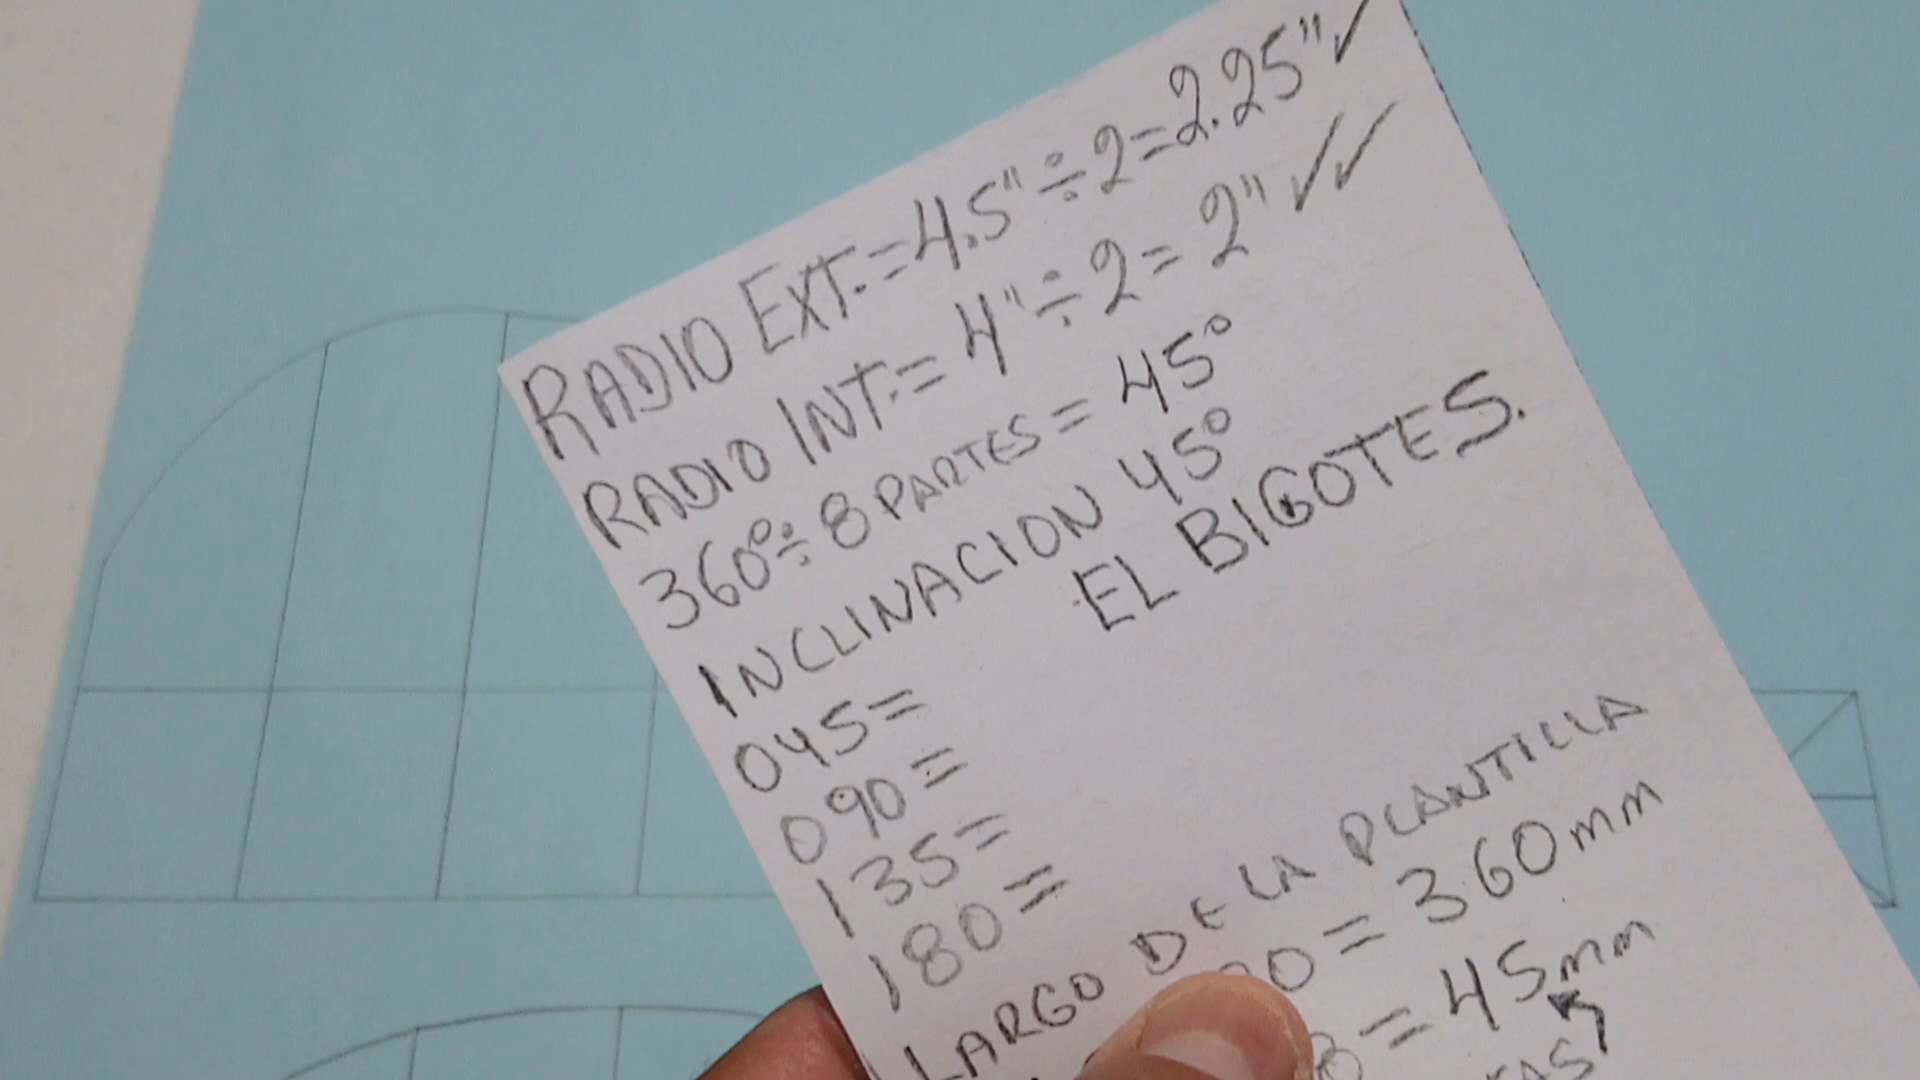 RADIO EXT.=4.5"÷2=2.25"✓
RADIO INT.=4"÷2=2"✓✓
360°÷8 PARTES=45°
INCLINACION 45°
EL BIGOTES.
045=
090=
135=
180=
LARGO DE LA PLANTILLA
=360mm
=45mm